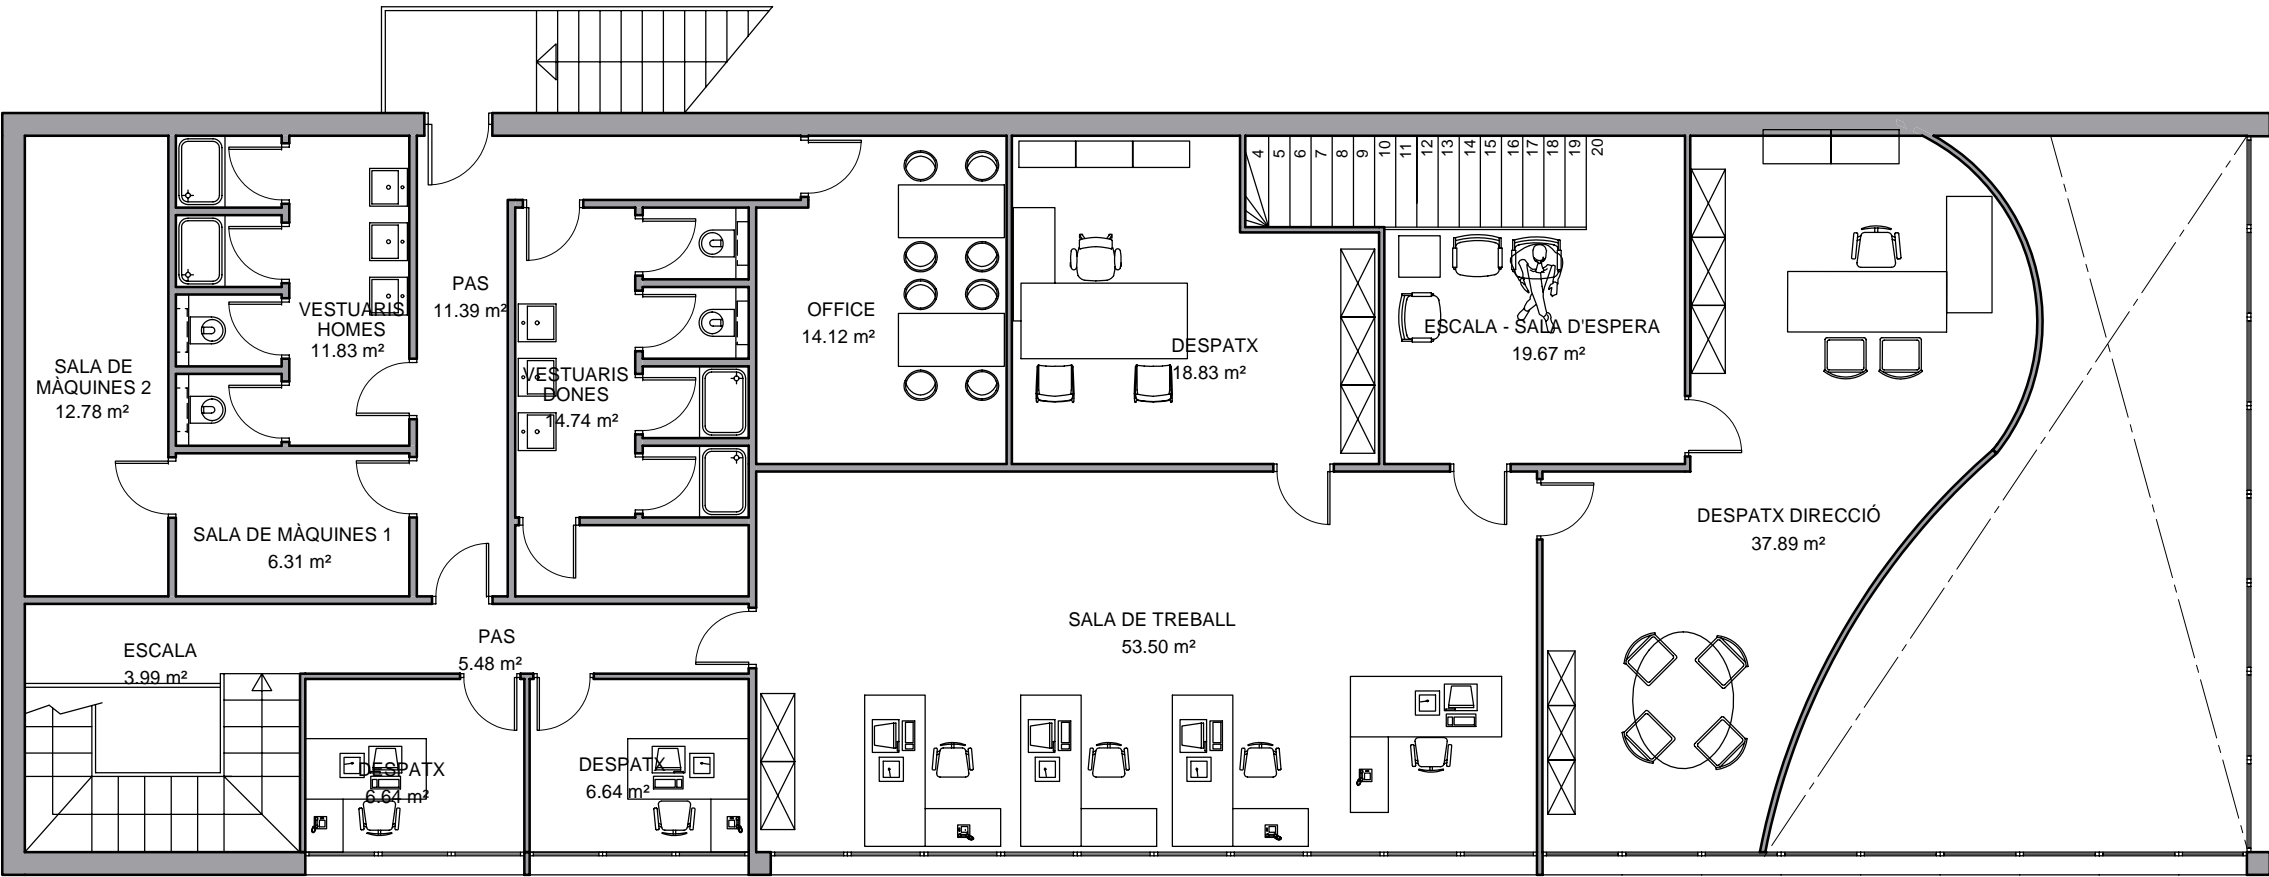 4
5
6
7
8
9
10
11
12
13
14
15
16
17
18
19
20
PAS
11.39 m²
VESTUARIS
HOMES
11.83 m²
OFFICE
14.12 m²
ESCALA - SALA D'ESPERA
19.67 m²
DESPATX
18.83 m²
SALA DE
MÀQUINES 2
12.78 m²
VESTUARIS
DONES
14.74 m²
SALA DE MÀQUINES 1
6.31 m²
DESPATX DIRECCIÓ
37.89 m²
SALA DE TREBALL
53.50 m²
PAS
5.48 m²
ESCALA
3.99 m²
DESPATX
6.64 m²
DESPATX
6.64 m²